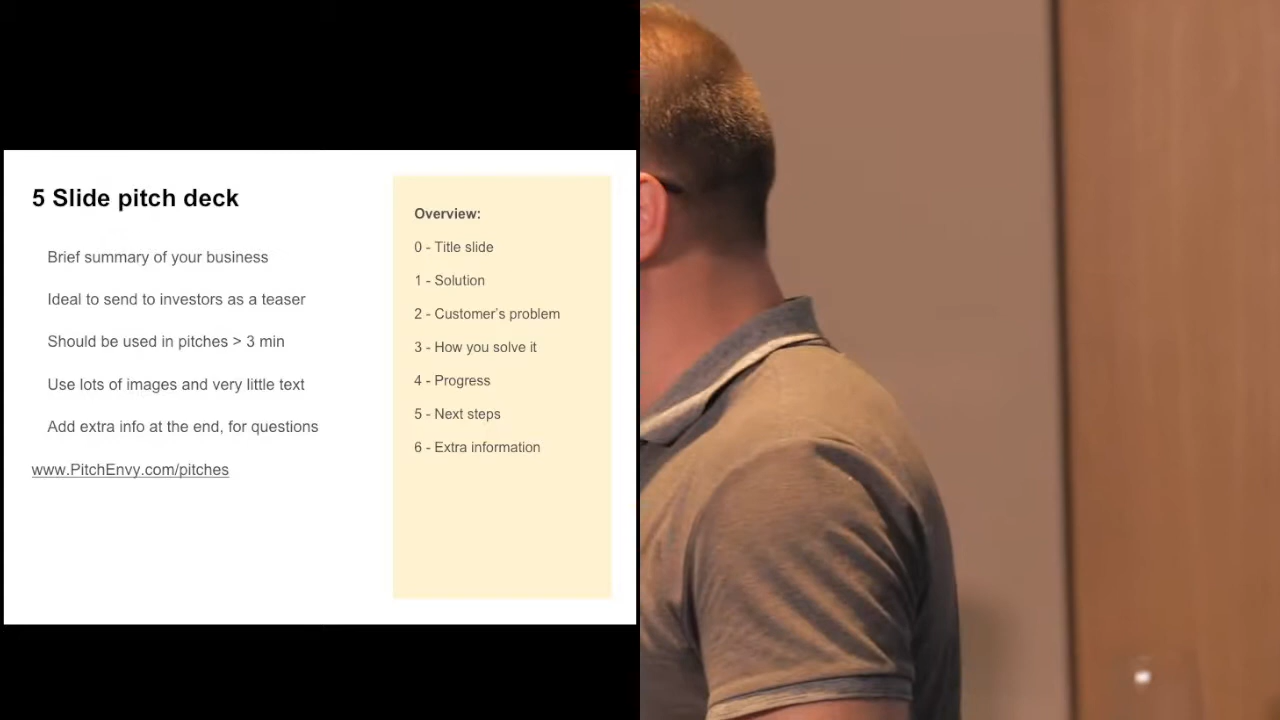 5 Slide pitch deck
Brief summary of your business
Ideal to send to investors as a teaser
Should be used in pitches > 3 min
Use lots of images and very little text
Add extra info at the end, for questions
www.PitchEnvy.com/pitches
Overview:
0 - Title slide
1 - Solution
2 - Customer's problem
3 - How you solve it
4 - Progress
5 - Next steps
6 - Extra information